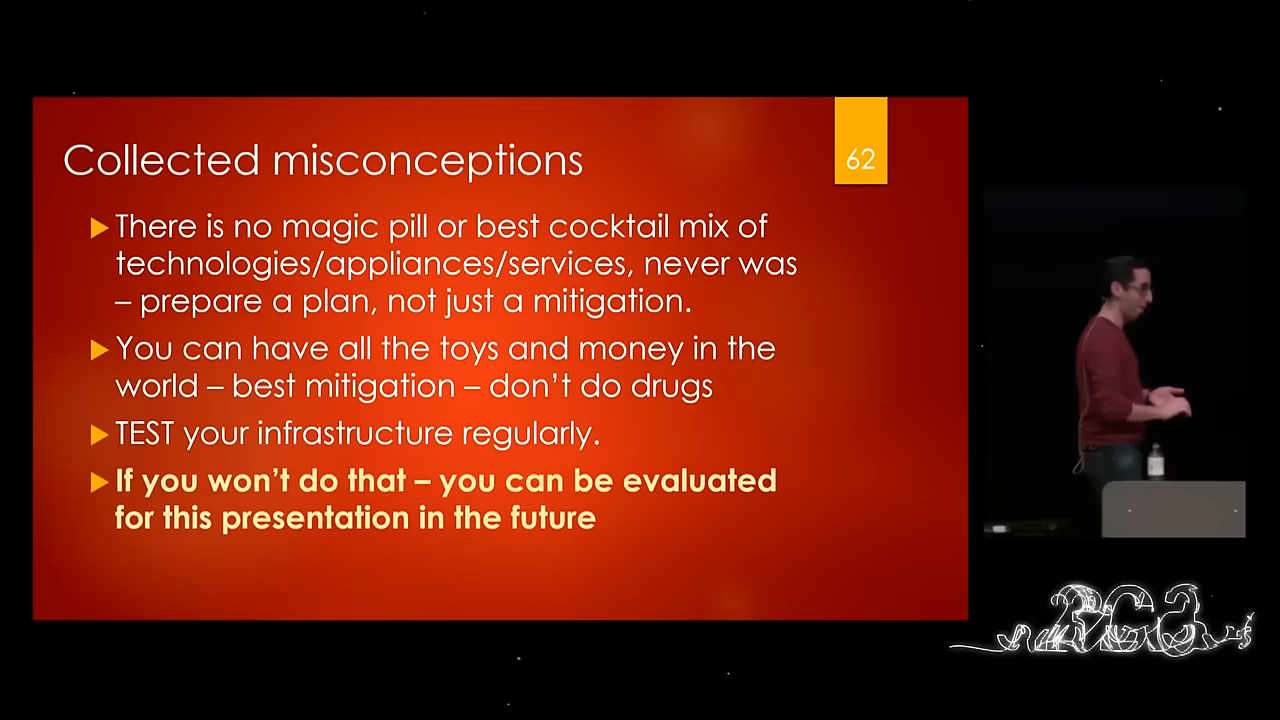 Collected misconceptions
62
There is no magic pill or best cocktail mix of
technologies/appliances/services, never was
– prepare a plan, not just a mitigation.
You can have all the toys and money in the
world – best mitigation – don't do drugs
TEST your infrastructure regularly.
If you won't do that – you can be evaluated
for this presentation in the future